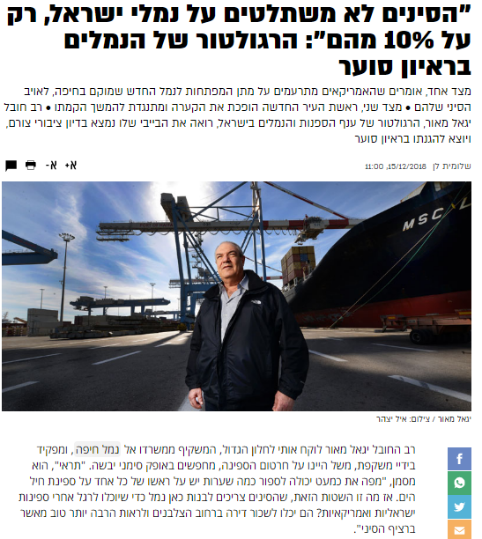 "הסינים לא משתלטים על נמלי ישראל, רק
על 10% מהם": הרגולטור של הנמלים
בראיון סוער
מצד אחד, אומרים שהאמריקאים מתרעמים על מתן המפתחות לנמל החדש שמוקם בחיפה, לאויב
הסיני שלהם • מצד שני, ראשת העיר החדשה הופכת את הקערה ומתנגדת להמשך הקמתו • רב חובל
יגאל מאור, הרגולטור של ענף הספנות והנמלים בישראל, רואה את הבייבי שלו נמצא בדיון ציבורי צורם,
ויוצא להגנתו בראיון סוער
שלומית לן 15/12/2018, 11:00
א+ א-
MSC
יגאל מאור / צילום: איל יצהר
רב החובל יגאל מאור לוקח אותי לחלון הגדול, המשקיף ממשרדו אל נמל חיפה, ומפקיד
בידיי משקפת, משל היינו על חרטום הספינה, מחפשים באופק סימני יבשה. "תראי", הוא
מסמן, "מפה את כמעט יכולה לספור כמה שערות יש על ראשו של כל אחד על ספינת חיל
הים. אז מה זו השטות הזאת, שהסינים צריכים לבנות כאן נמל כדי שיוכלו לרגל אחרי ספינות
ישראליות ואמריקאיות? הם יכלו לשכור דירה ברחוב הצלבנים ולראות הרבה יותר טוב מאשר
ברציף הסיני".